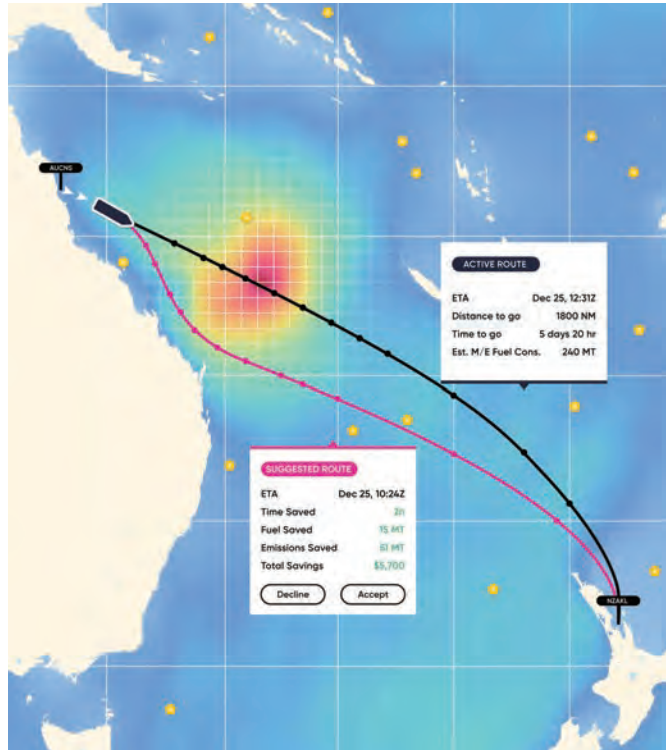 AUCNS
ACTIVE ROUTE
ETA Dec 25, 12:31Z
Distance to go 1800 NM
Time to go 5 days 20 hr
Est. M/E Fuel Cons. 240 MT
SUGGESTED ROUTE
ETA Dec 25, 10:24Z
Time Saved 2h
Fuel Saved 15 MT
Emissions Saved 51 MT
Total Savings $5,700
Decline Accept
NZAKL